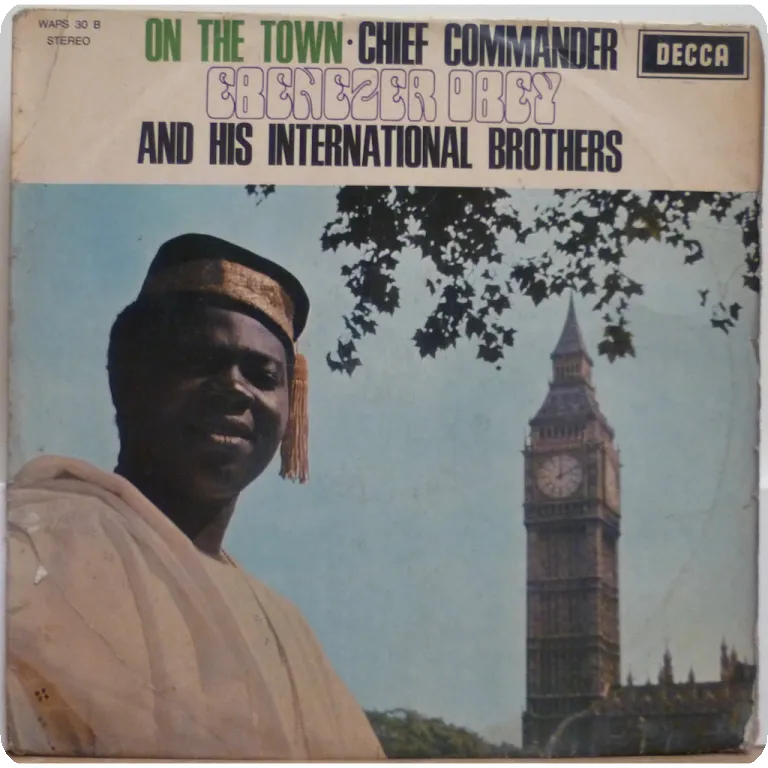 WAPS 30 B
STEREO
ON THE TOWN · CHIEF COMMANDER
EBENEZER OBEY
AND HIS INTERNATIONAL BROTHERS
DECCA